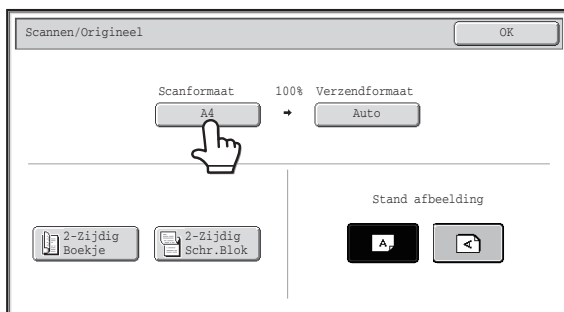 Scannen/Origineel
OK
Scanformaat 100% Verzendformaat
A4 → Auto
Stand afbeelding
2-Zijdig
Boekje
2-Zijdig
Schr.Blok
A
A